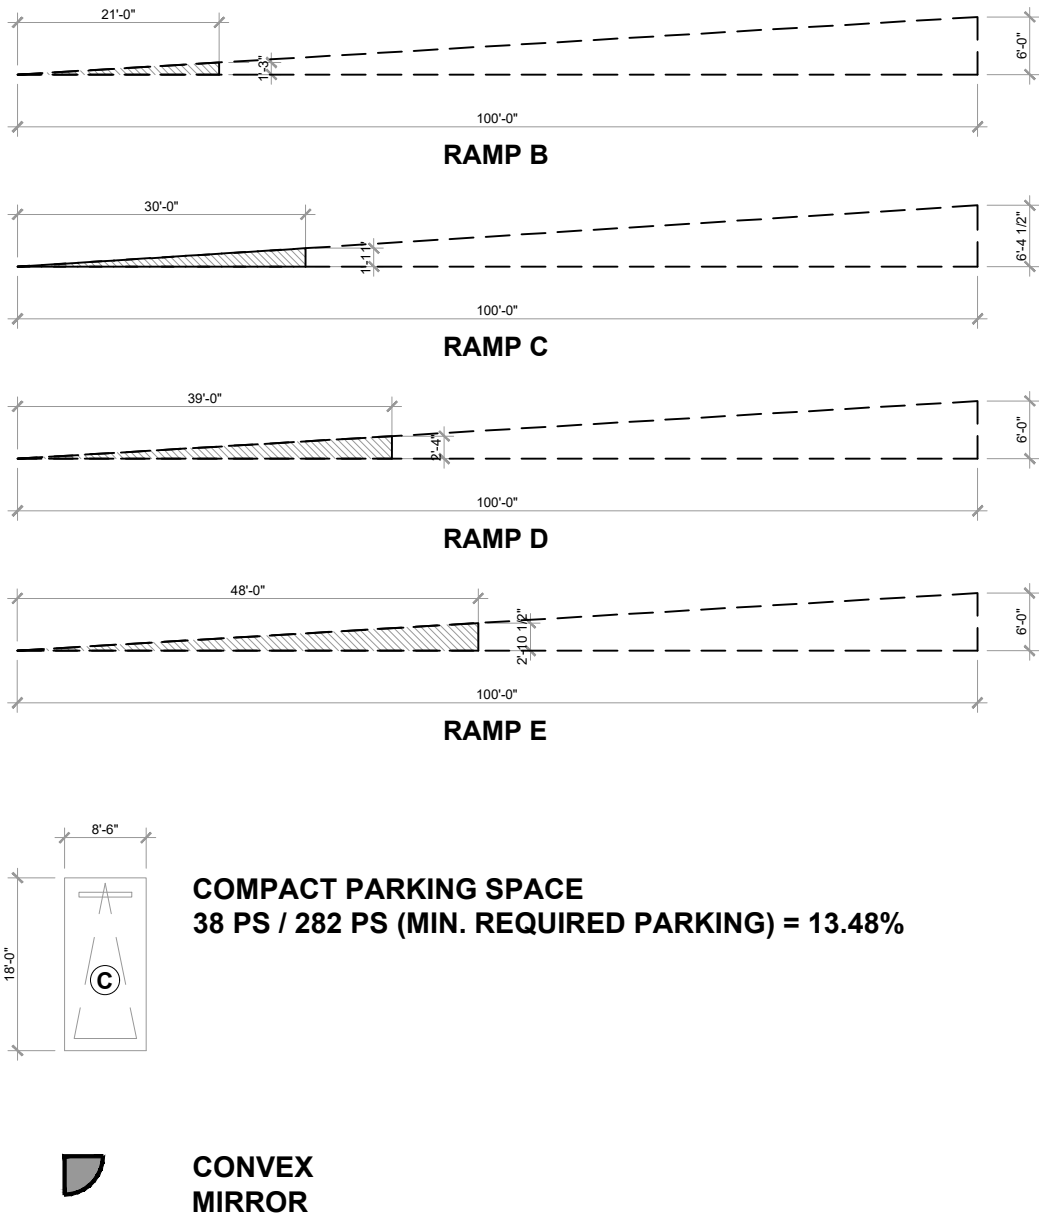 21'-0"
1'-3"
6'-0"
100'-0"
RAMP B
30'-0"
1'-11"
6'-4 1/2"
100'-0"
RAMP C
39'-0"
2'-4"
6'-0"
100'-0"
RAMP D
48'-0"
2'-10 1/2"
6'-0"
100'-0"
RAMP E
8'-6"
18'-0"
C
COMPACT PARKING SPACE
38 PS / 282 PS (MIN. REQUIRED PARKING) = 13.48%
CONVEX
MIRROR